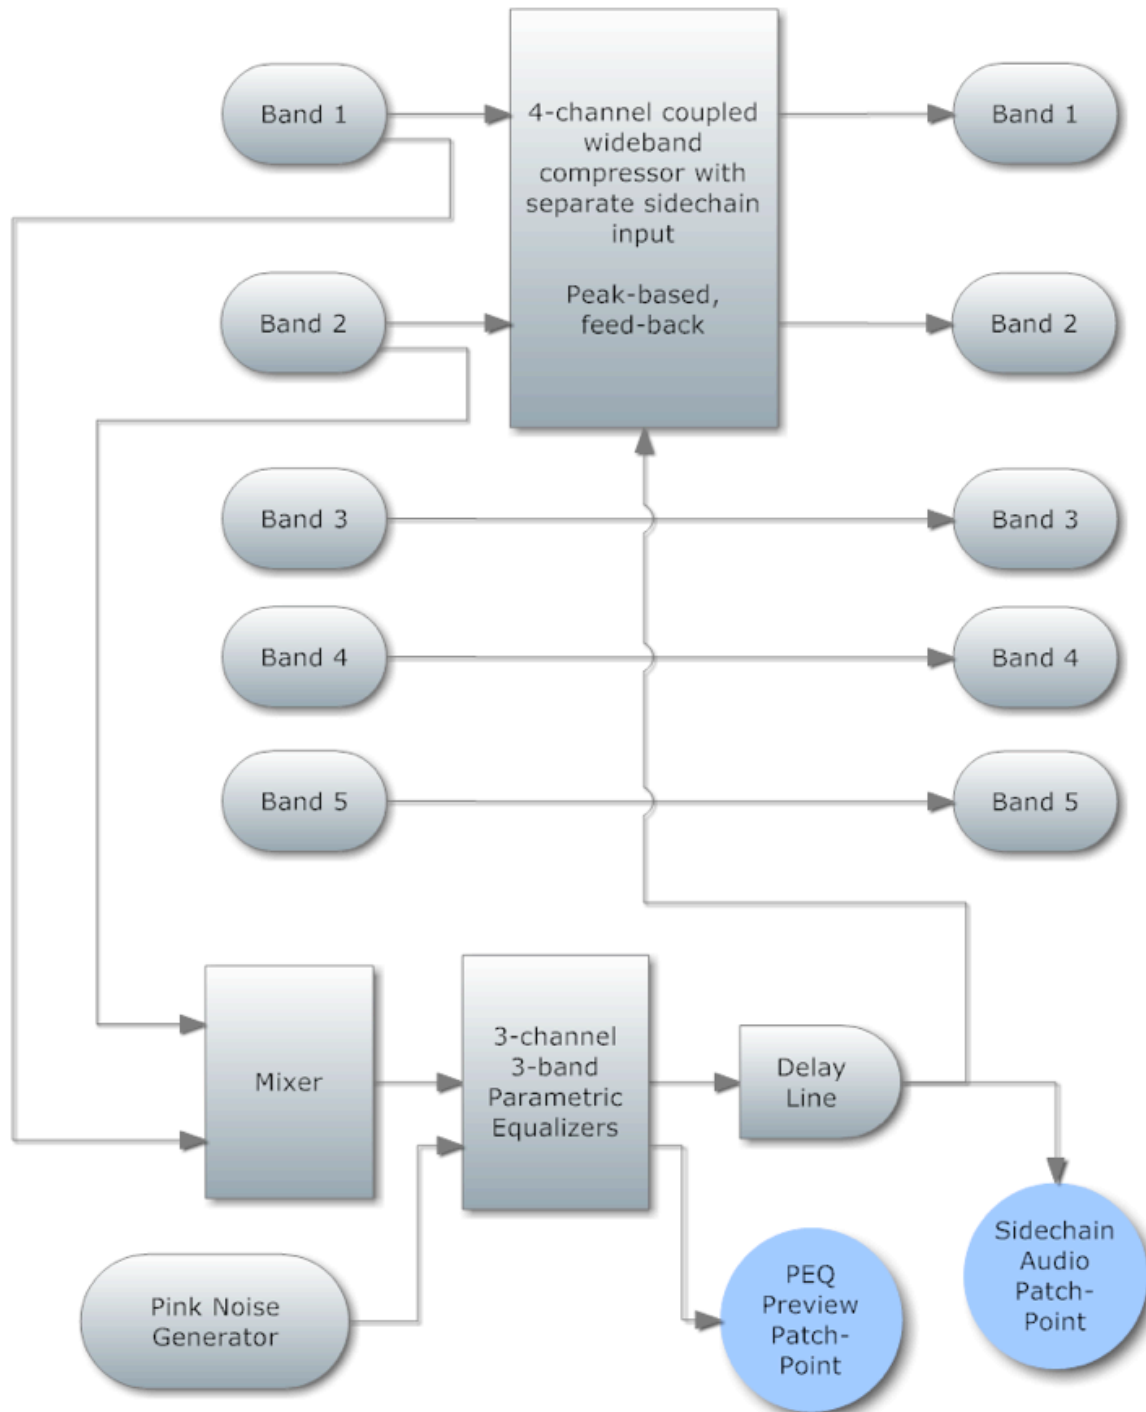 Band 1
4-channel coupled
wideband
compressor with
separate sidechain
input
Peak-based,
feed-back
Band 1
Band 2
Band 2
Band 3
Band 3
Band 4
Band 4
Band 5
Band 5
Mixer
3-channel
3-band
Parametric
Equalizers
Delay
Line
Sidechain
Audio
Patch-
Point
Pink Noise
Generator
PEQ
Preview
Patch-
Point